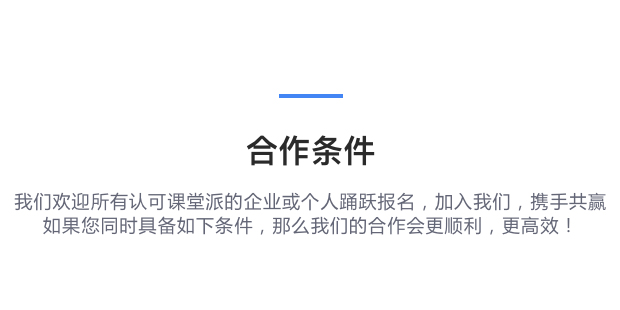 合作条件
我们欢迎所有认可课堂派的企业或个人踊跃报名，加入我们，携手共赢
如果您同时具备如下条件，那么我们的合作会更顺利，更高效！